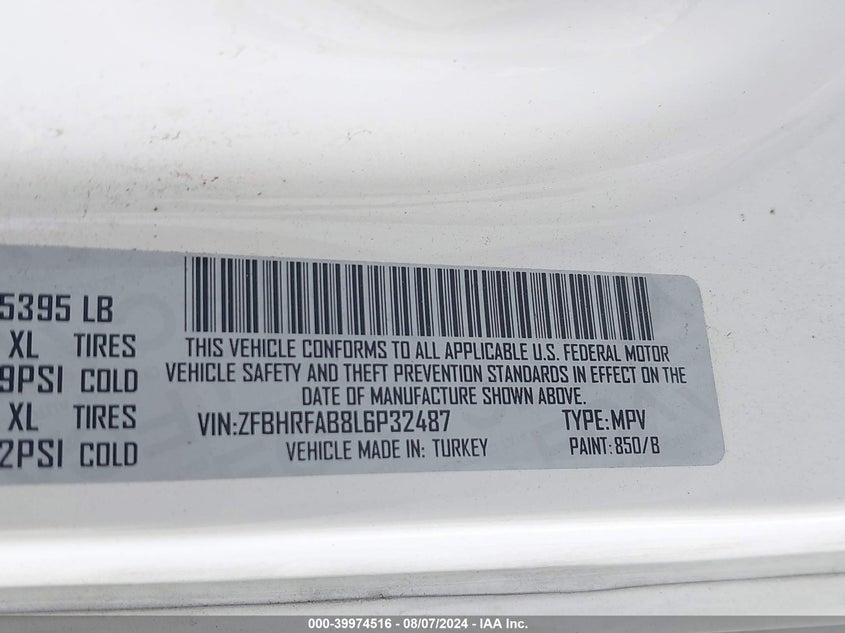 5395 LB
XL TIRES
9PSI COLD
XL TIRES
2PSI COLD
THIS VEHICLE CONFORMS TO ALL APPLICABLE U.S. FEDERAL MOTOR
VEHICLE SAFETY AND THEFT PREVENTION STANDARDS IN EFFECT ON THE
DATE OF MANUFACTURE SHOWN ABOVE.
VIN:ZFBHRFAB8L6P32487 TYPE:MPV
VEHICLE MADE IN: TURKEY PAINT:850/B
000-39974516 - 08/07/2024 - IAA Inc.